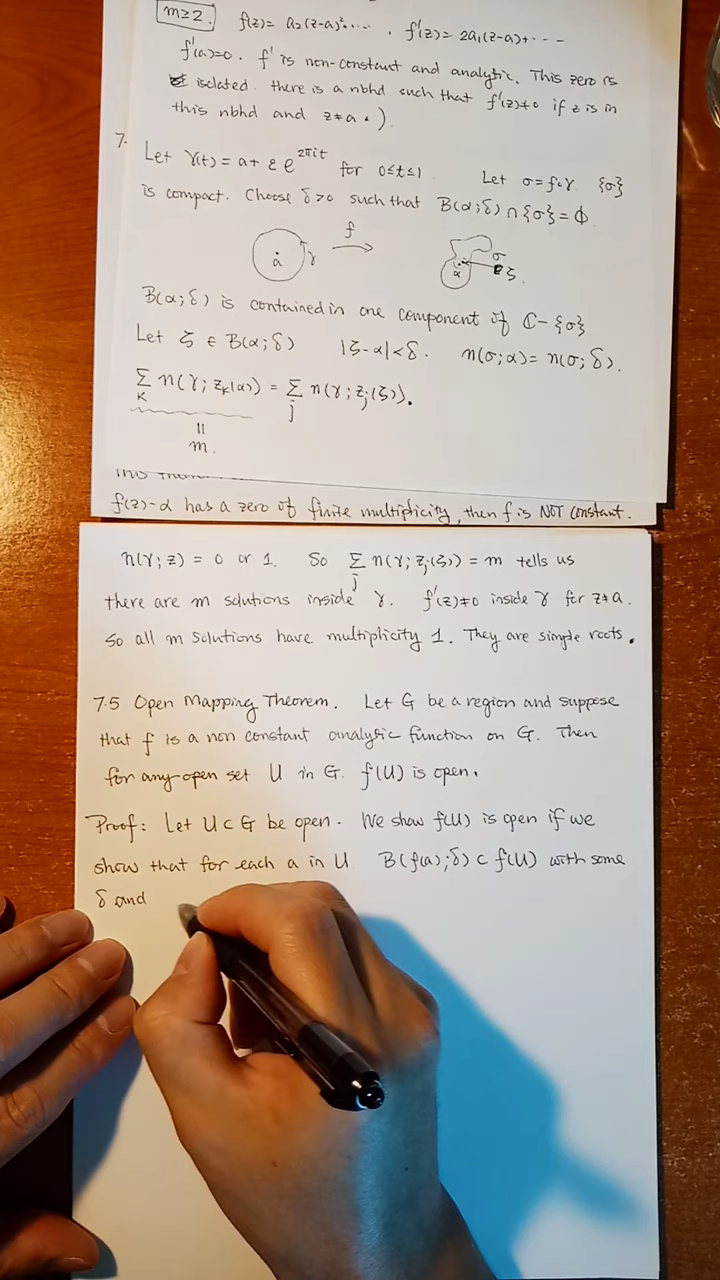 m≥2. f(z) = a₂(z-a)²+···· . f'(z) = 2a₁(z-a)+ - - -
f'(a)=0. f' is non-constant and analytic. This zero is
isolated. there is a nbhd such that f'(z)≠0 if z is in
this nbhd and z≠a. )
7. Let γ(t) = a+ εe^{2πit} for 0≤t≤1. Let σ=f∘γ. {σ}
is compact. Choose δ>0 such that B(α;δ)∩{σ}=Φ
a γ f α σ ζ.
B(α;δ) is contained in one component of ℂ-{σ}
Let ζ ∈ B(α;δ) |ζ-α|<δ. n(σ;α)= n(σ;δ).
Σ_k n(γ; z_k(α)) = Σ_j n(γ; z_j(ζ)).
=
m.
f(z)-α has a zero of finite multiplicity, then f is NOT constant.
n(γ;z) = 0 or 1. So Σ_j n(γ; z_j(ζ)) = m tells us
there are m solutions inside γ. f'(z)≠0 inside γ for z≠a.
So all m solutions have multiplicity 1. They are simple roots.
7.5 Open Mapping Theorem. Let G be a region and suppose
that f is a non constant analytic function on G. Then
for any open set U in G. f(U) is open.
Proof: Let U⊂G be open. We show f(U) is open if we
show that for each a in U B(f(a);δ)⊂f(U) with some
δ and